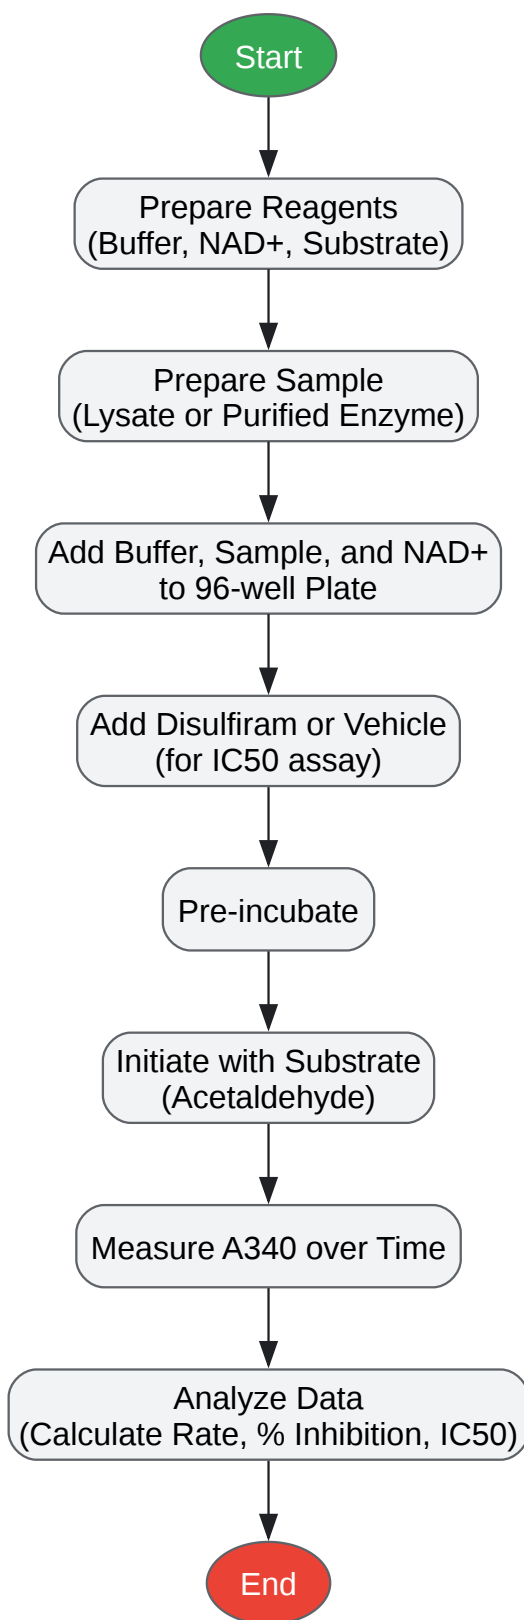 Start
Prepare Reagents
(Buffer, NAD+, Substrate)
Prepare Sample
(Lysate or Purified Enzyme)
Add Buffer, Sample, and NAD+
to 96-well Plate
Add Disulfiram or Vehicle
(for IC50 assay)
Pre-incubate
Initiate with Substrate
(Acetaldehyde)
Measure A340 over Time
Analyze Data
(Calculate Rate, % Inhibition, IC50)
End